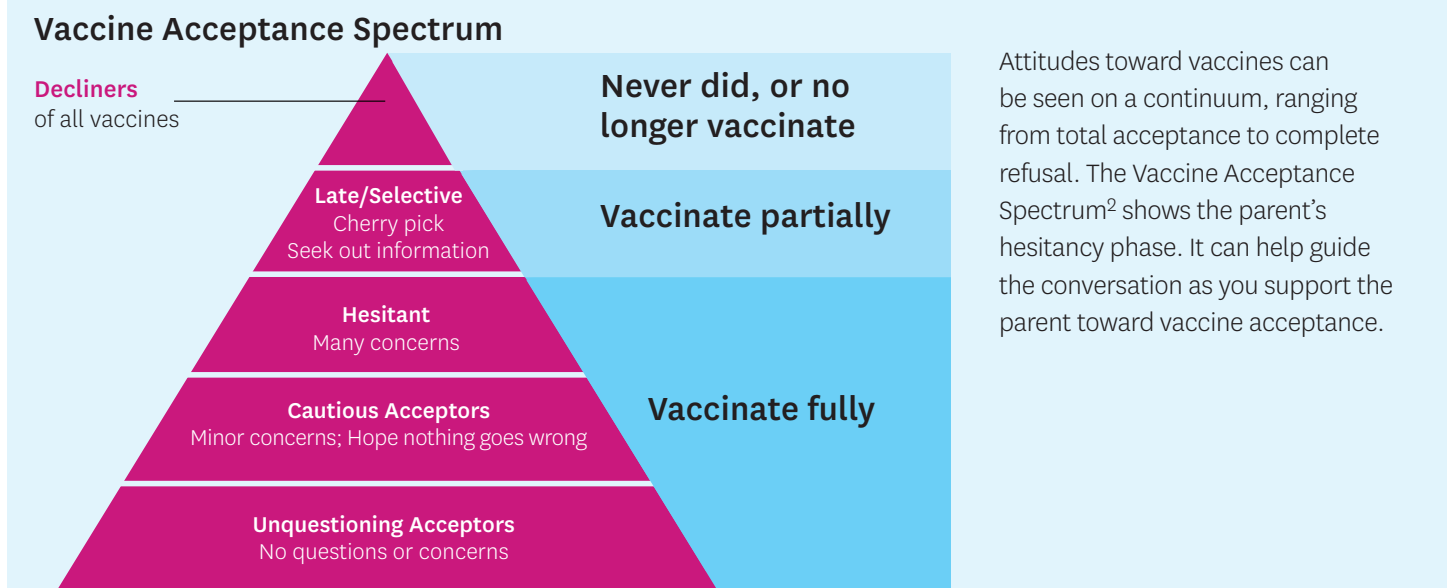 Vaccine Acceptance Spectrum
Decliners
of all vaccines
Never did, or no
longer vaccinate
Late/Selective
Cherry pick
Seek out information
Vaccinate partially
Hesitant
Many concerns
Cautious Acceptors
Minor concerns; Hope nothing goes wrong
Vaccinate fully
Unquestioning Acceptors
No questions or concerns
Attitudes toward vaccines can
be seen on a continuum, ranging
from total acceptance to complete
refusal. The Vaccine Acceptance
Spectrum² shows the parent’s
hesitancy phase. It can help guide
the conversation as you support the
parent toward vaccine acceptance.